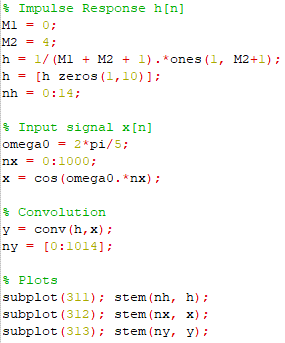 % Impulse Response h[n]
M1 = 0;
M2 = 4;
h = 1/(M1 + M2 + 1).*ones(1, M2+1);
h = [h zeros(1,10)];
nh = 0:14;
% Input signal x[n]
omega0 = 2*pi/5;
nx = 0:1000;
x = cos(omega0.*nx);
% Convolution
y = conv(h,x);
ny = [0:1014];
% Plots
subplot(311); stem(nh, h);
subplot(312); stem(nx, x);
subplot(313); stem(ny, y);